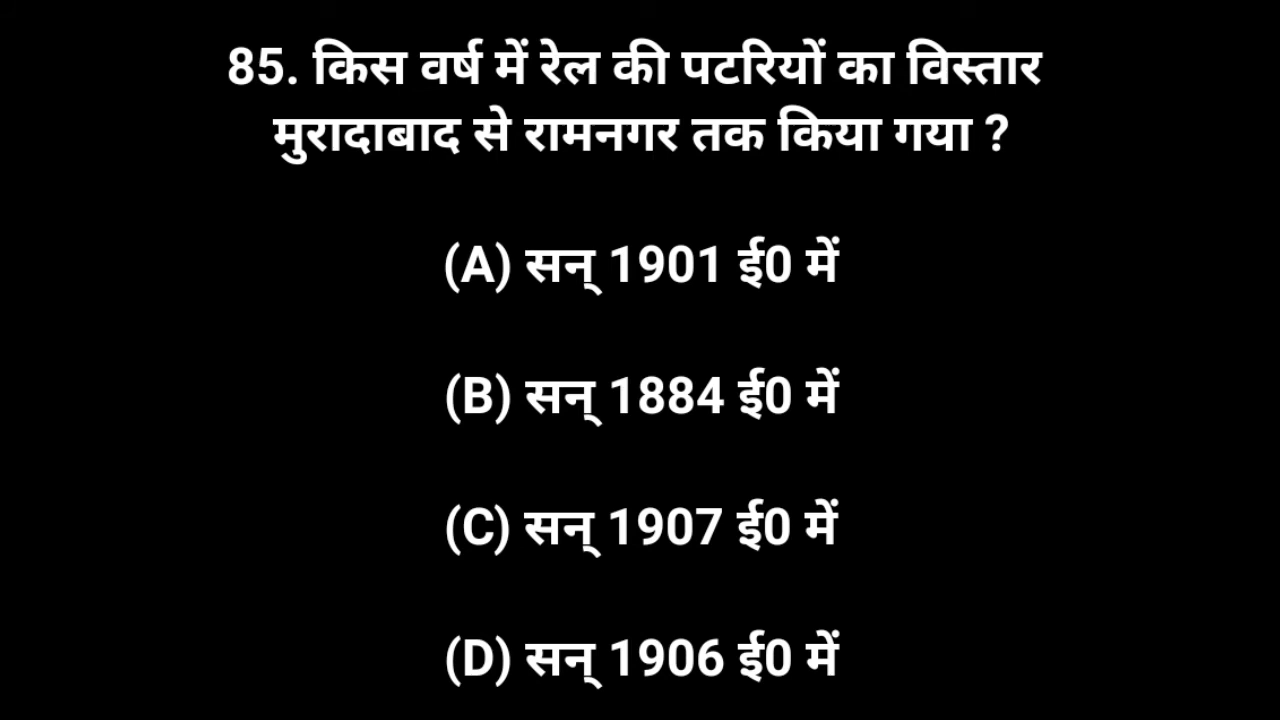 85. किस वर्ष में रेल की पटरियों का विस्तार
मुरादाबाद से रामनगर तक किया गया ?
(A) सन् 1901 ई0 में
(B) सन् 1884 ई0 में
(C) सन् 1907 ई0 में
(D) सन् 1906 ई0 में